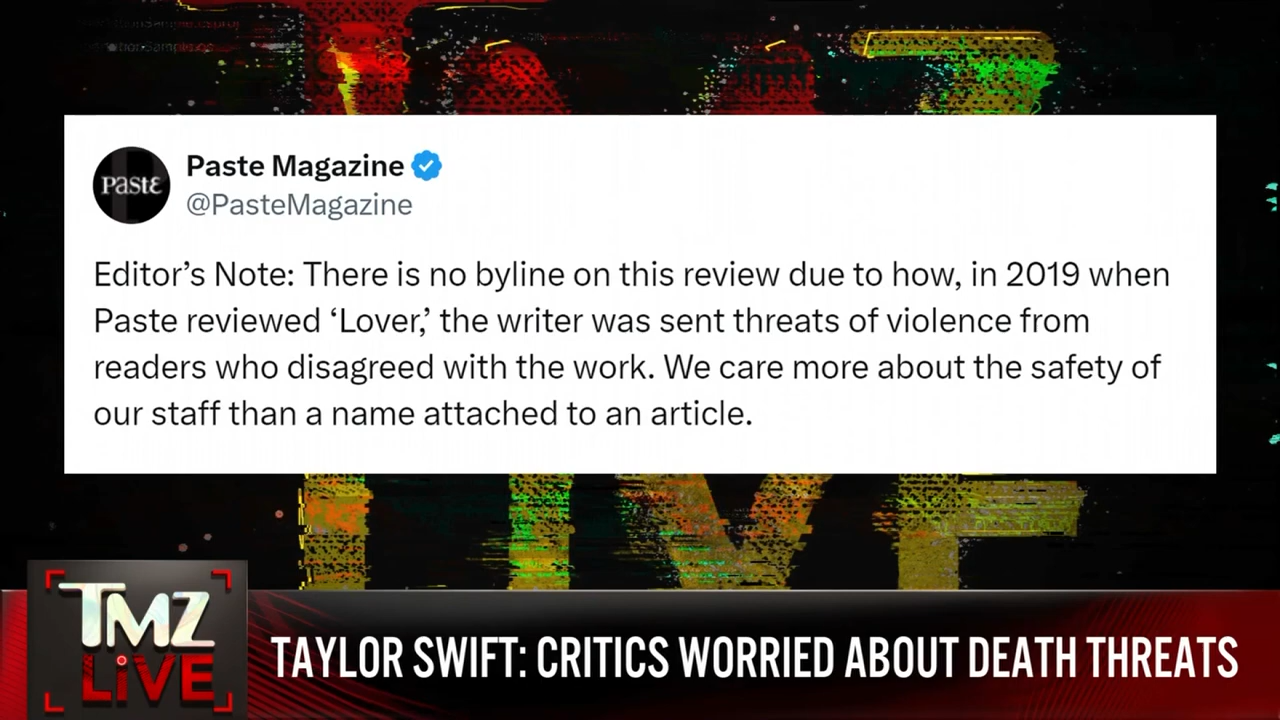 Paste
Paste Magazine
@PasteMagazine
Editor’s Note: There is no byline on this review due to how, in 2019 when
Paste reviewed ‘Lover,’ the writer was sent threats of violence from
readers who disagreed with the work. We care more about the safety of
our staff than a name attached to an article.
TMZ
LiVE
TAYLOR SWIFT: CRITICS WORRIED ABOUT DEATH THREATS